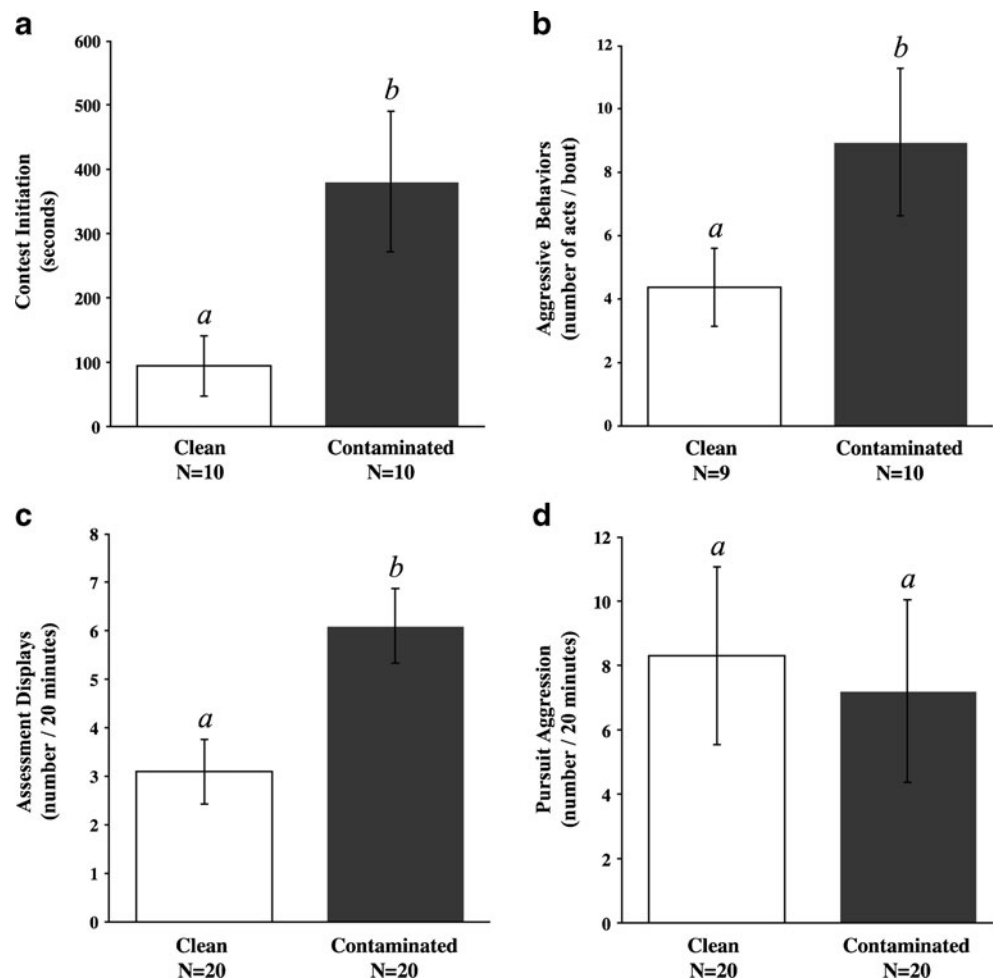 a
600
500
400
300
200
100
0
Contest Initiation
(seconds)
a
b
Clean
N=10
Contaminated
N=10
b
12
10
8
6
4
2
0
Aggressive Behaviors
(number of acts / bout)
a
b
Clean
N=9
Contaminated
N=10
c
8
7
6
5
4
3
2
1
0
Assessment Displays
(number / 20 minutes)
a
b
Clean
N=20
Contaminated
N=20
d
12
10
8
6
4
2
0
Pursuit Aggression
(number / 20 minutes)
a
a
Clean
N=20
Contaminated
N=20